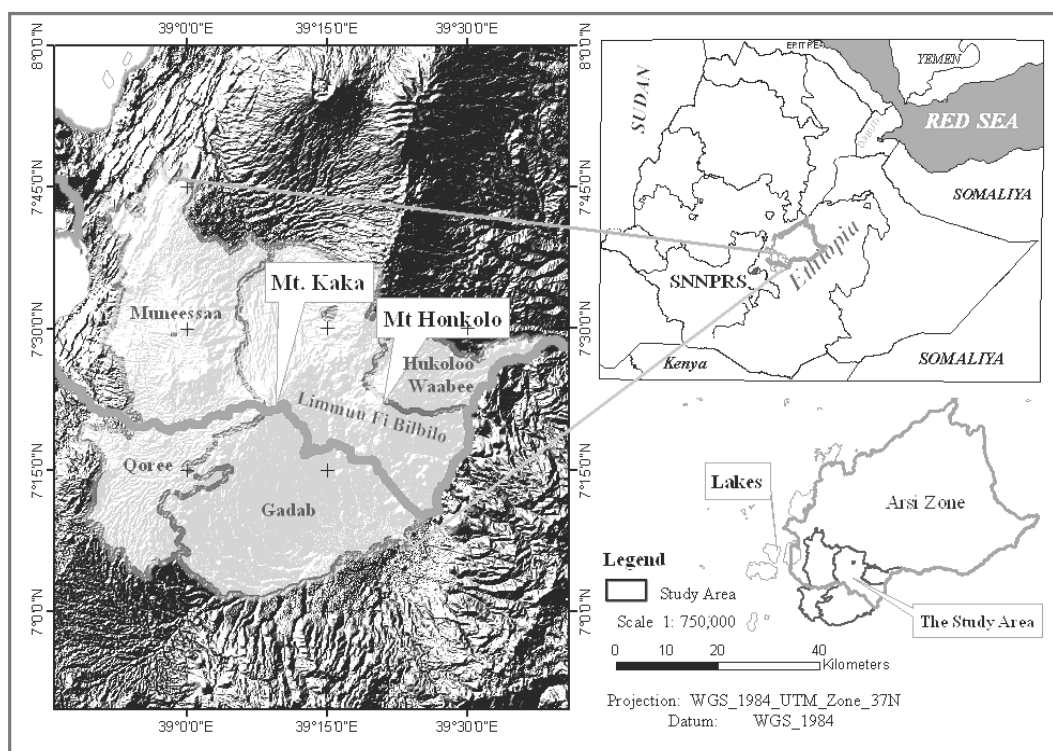 39°0'0"E
39°15'0"E
39°30'0"E
8°0'0"N
8°0'0"N
7°45'0"N
7°45'0"N
7°30'0"N
7°30'0"N
7°15'0"N
7°15'0"N
7°0'0"N
7°0'0"N
39°0'0"E
39°15'0"E
39°30'0"E
Mt. Kaka
Mt Honkolo
Muneessaa
Hukoloo
Waabee
Limmuu Fi Bilbilo
Qoree
Gadab
SUDAN
YEMEN
RED SEA
SOMALIYA
Ethiopia
SNNPRS
Kenya
SOMALIYA
Lakes
Arsi Zone
Legend
Study Area
Scale 1: 750,000
The Study Area
0 10 20 40
Kilometers
Projection: WGS_1984_UTM_Zone_37N
Datum: WGS_1984